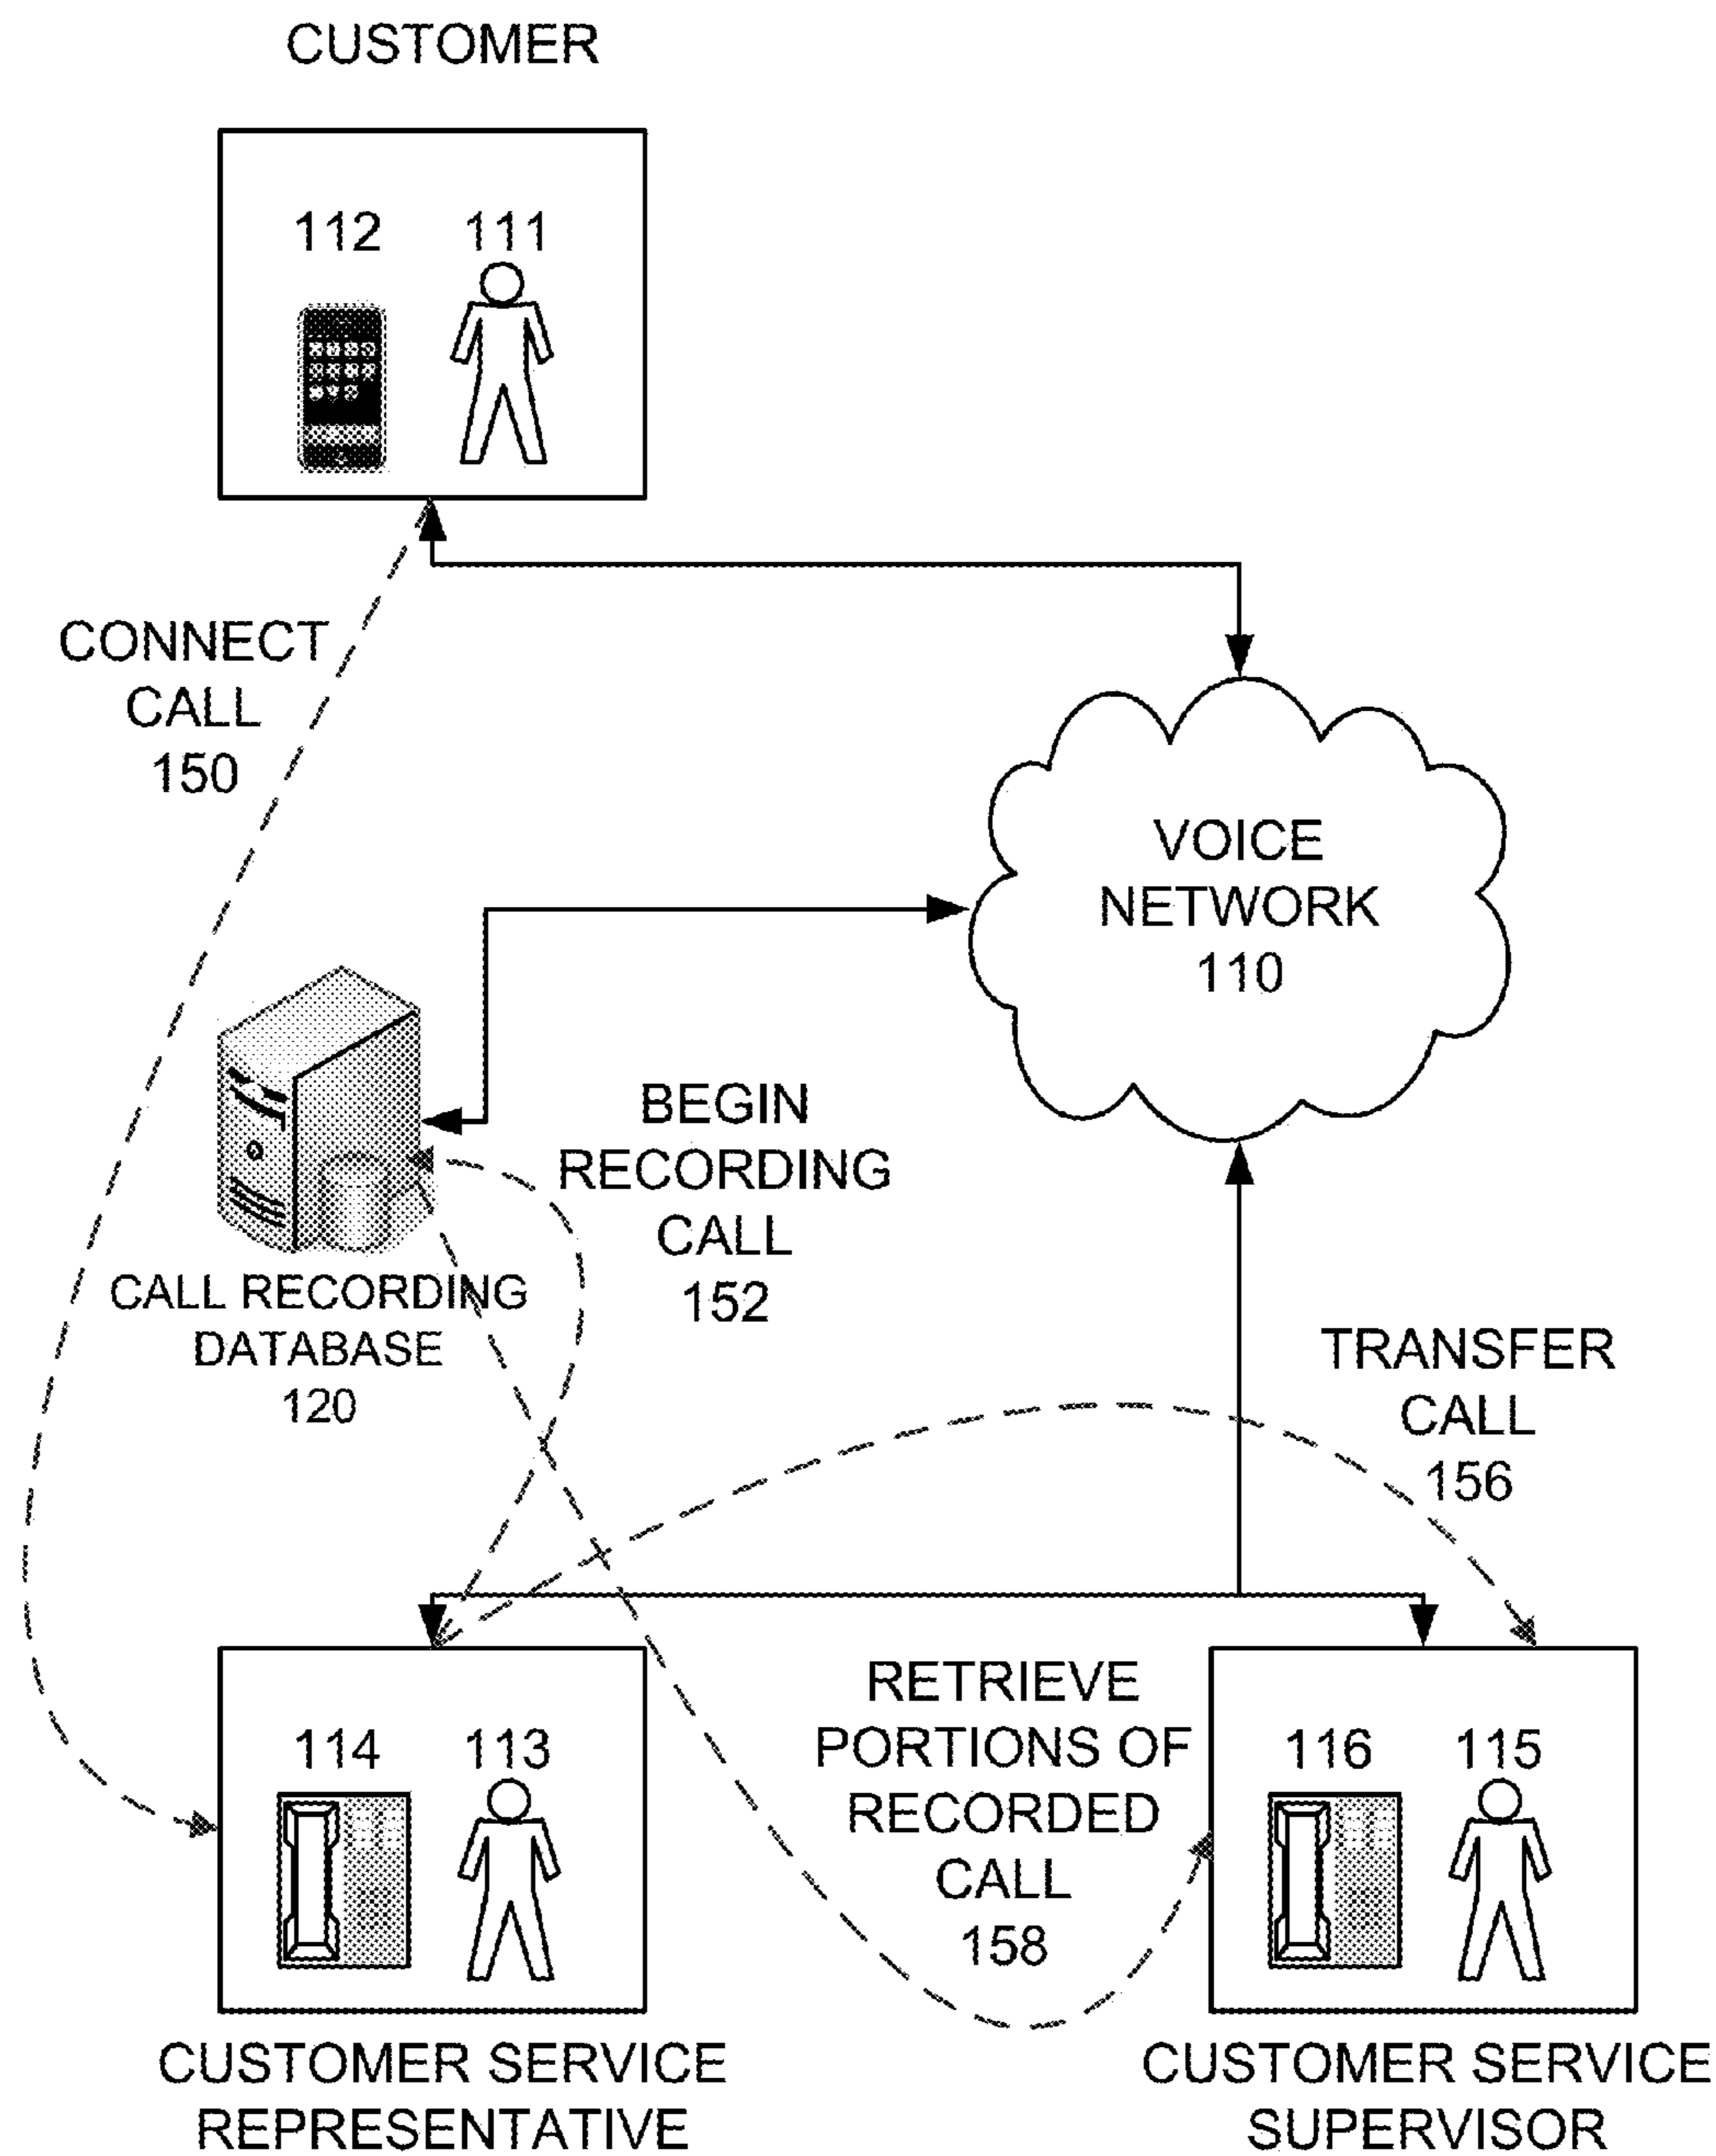 CUSTOMER
112 111
CONNECT
CALL
150
VOICE
NETWORK
110
BEGIN
RECORDING
CALL
152
CALL RECORDING
DATABASE
120
TRANSFER
CALL
156
RETRIEVE
PORTIONS OF
RECORDED
CALL
158
114 113
116 115
CUSTOMER SERVICE
REPRESENTATIVE
CUSTOMER SERVICE
SUPERVISOR